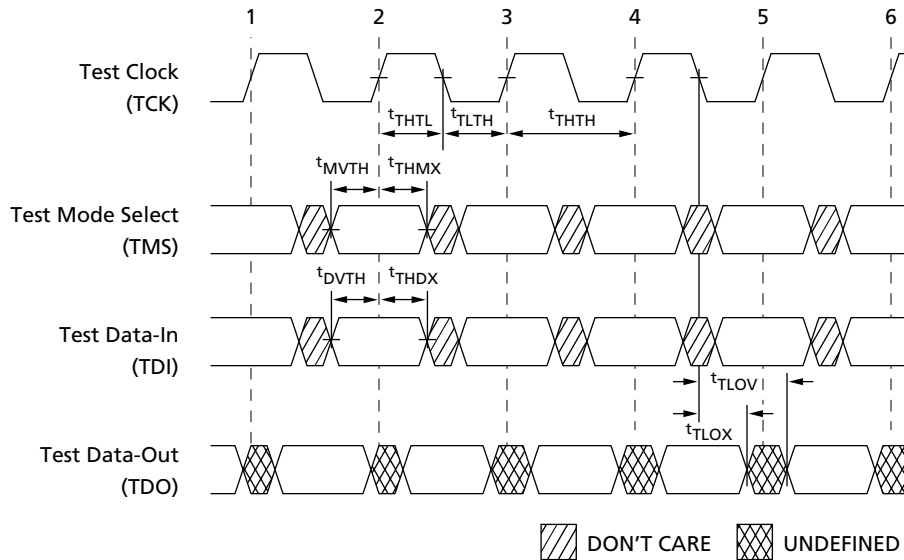 1 2 3 4 5 6
Test Clock
(TCK)
tTHTL tTLTH tTHTH
tMVTH tTHMX
Test Mode Select
(TMS)
tDVTH tTHDX
Test Data-In
(TDI)
tTLOV
tTLOX
Test Data-Out
(TDO)
DON'T CARE UNDEFINED